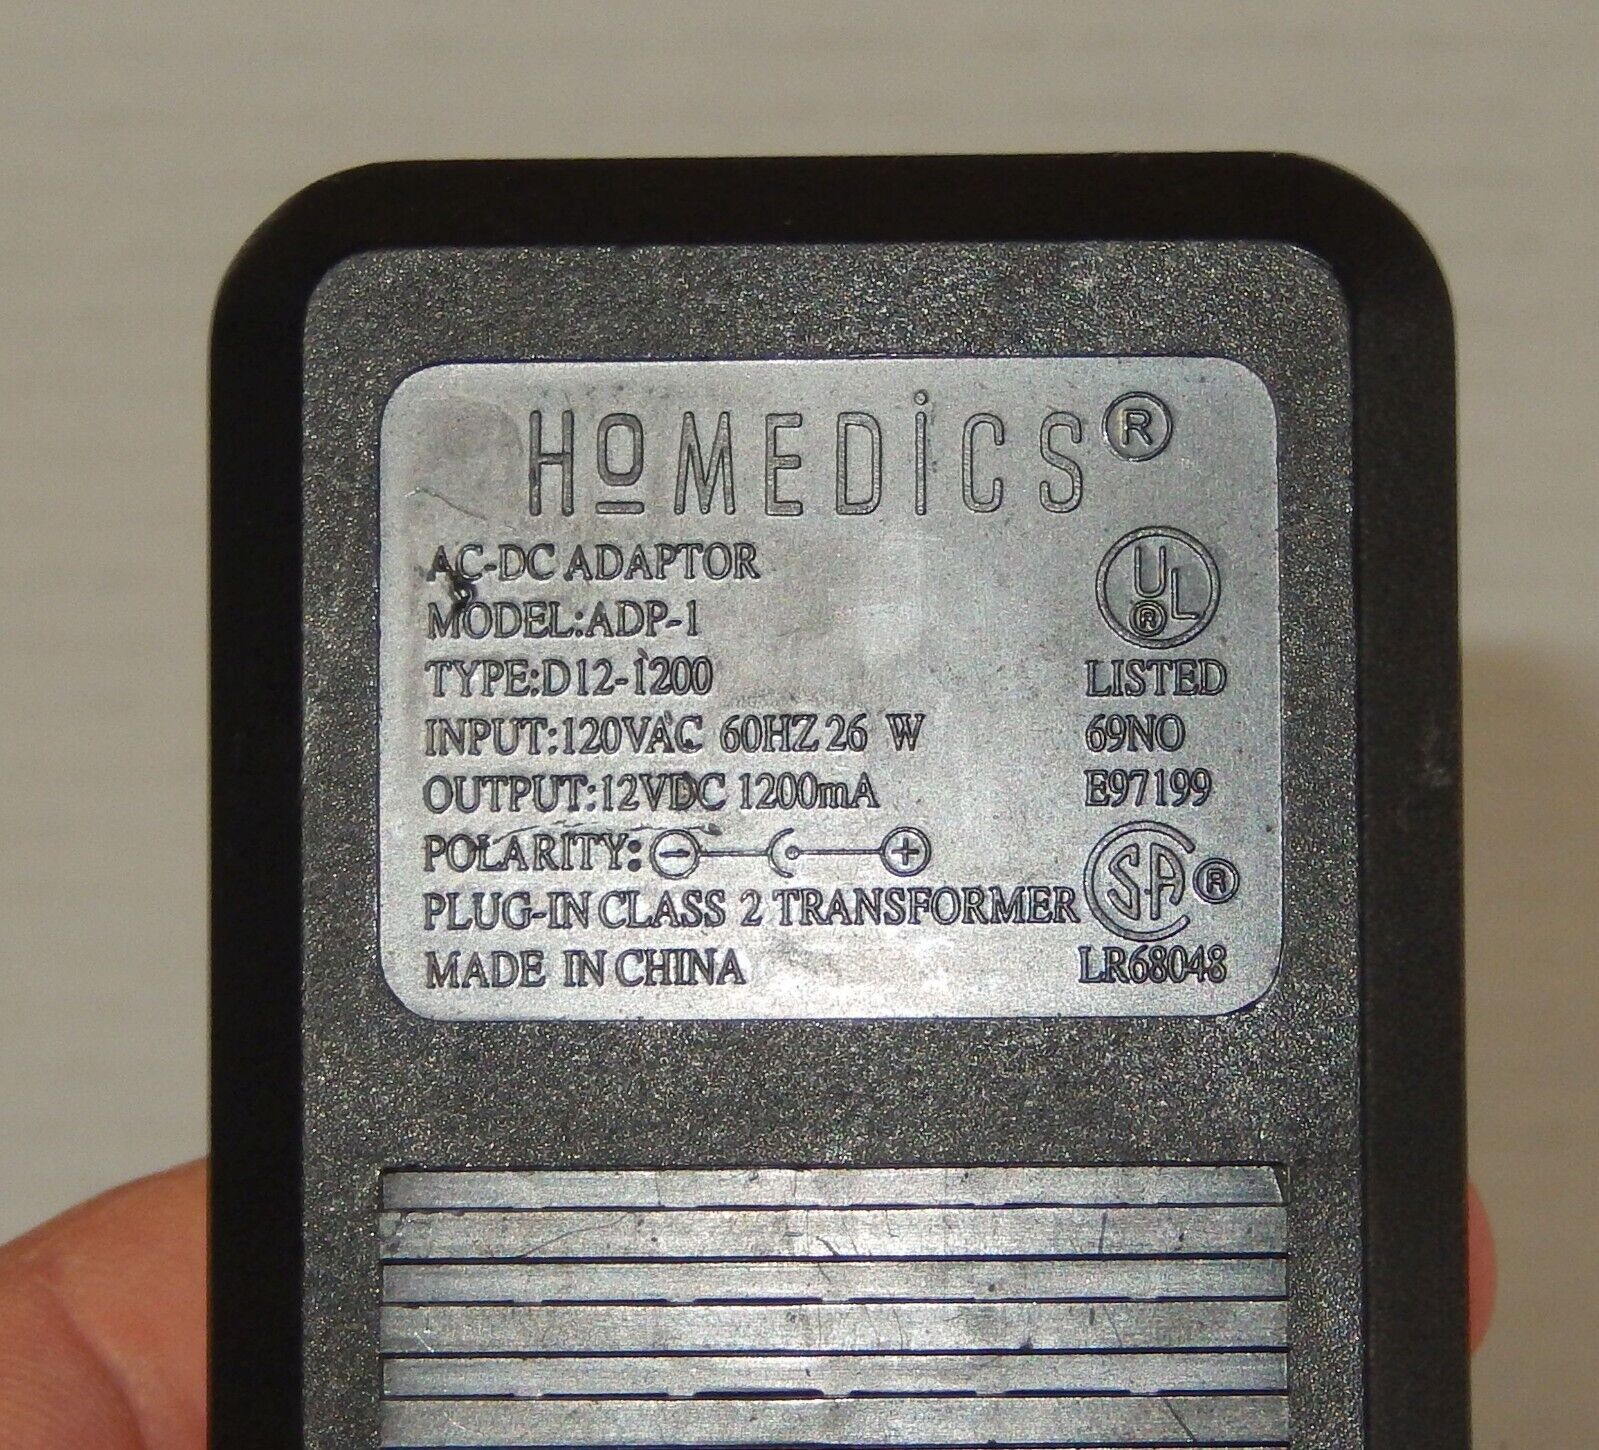 HoMEDiCS®
AC-DC ADAPTOR
MODEL:ADP-1
TYPE:D12-1200
INPUT:120VAC 60HZ 26 W
OUTPUT:12VDC 1200mA
POLARITY: − +
PLUG-IN CLASS 2 TRANSFORMER
MADE IN CHINA
UL®
LISTED
69NO
E97199
CSA®
LR68048